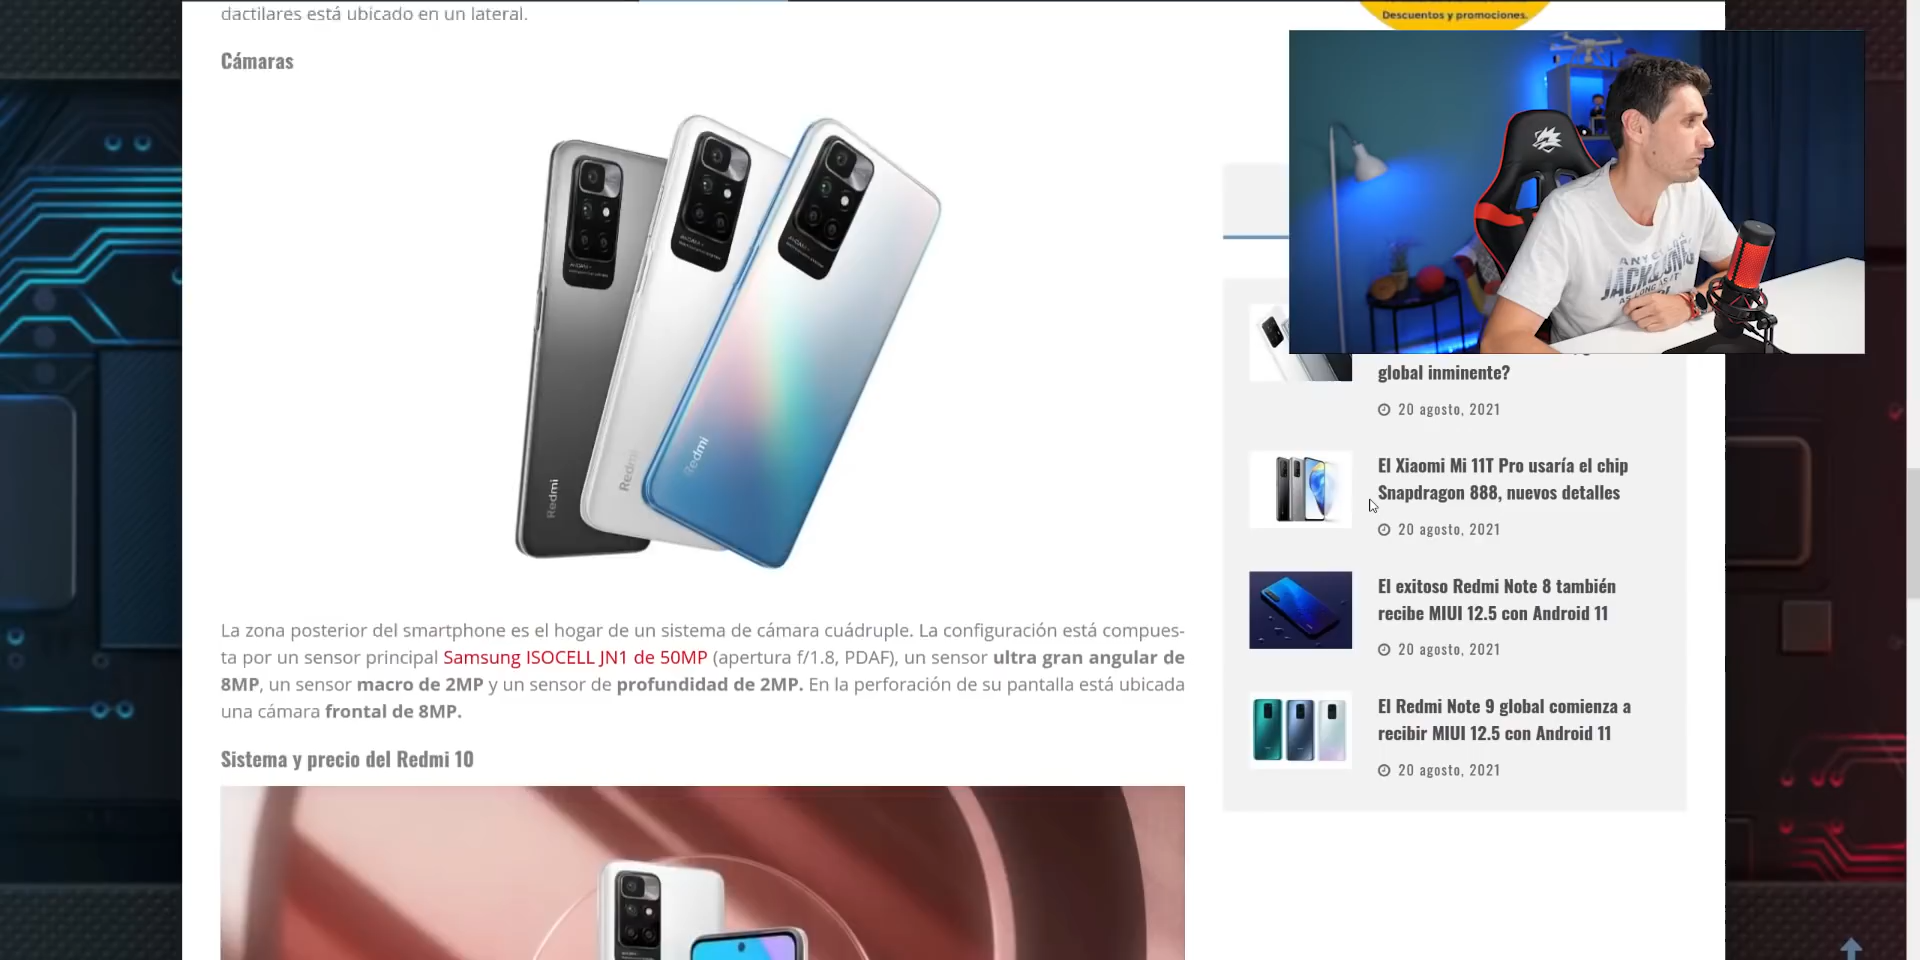 dactilares está ubicado en un lateral.
Descuentos y promociones.
Cámaras
Redmi
Redmi
Redmi
La zona posterior del smartphone es el hogar de un sistema de cámara cuádruple. La configuración está compues-
ta por un sensor principal Samsung ISOCELL JN1 de 50MP (apertura f/1.8, PDAF), un sensor ultra gran angular de
8MP, un sensor macro de 2MP y un sensor de profundidad de 2MP. En la perforación de su pantalla está ubicada
una cámara frontal de 8MP.
Sistema y precio del Redmi 10
global inminente?
20 agosto, 2021
El Xiaomi Mi 11T Pro usaría el chip
Snapdragon 888, nuevos detalles
20 agosto, 2021
El exitoso Redmi Note 8 también
recibe MIUI 12.5 con Android 11
20 agosto, 2021
El Redmi Note 9 global comienza a
recibir MIUI 12.5 con Android 11
20 agosto, 2021